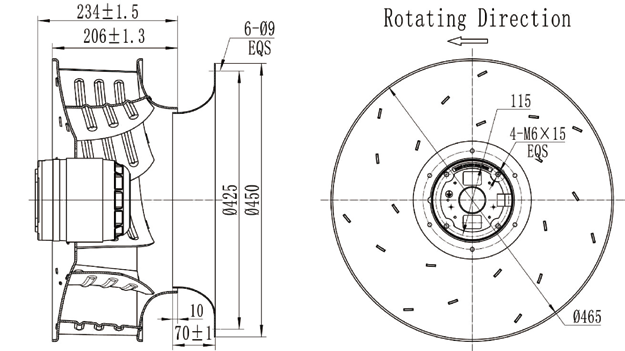 234±1.5
206±1.3
6-Ø9
EQS
Ø425
Ø450
10
70±1
Rotating Direction
115
4-M6×15
EQS
Ø465